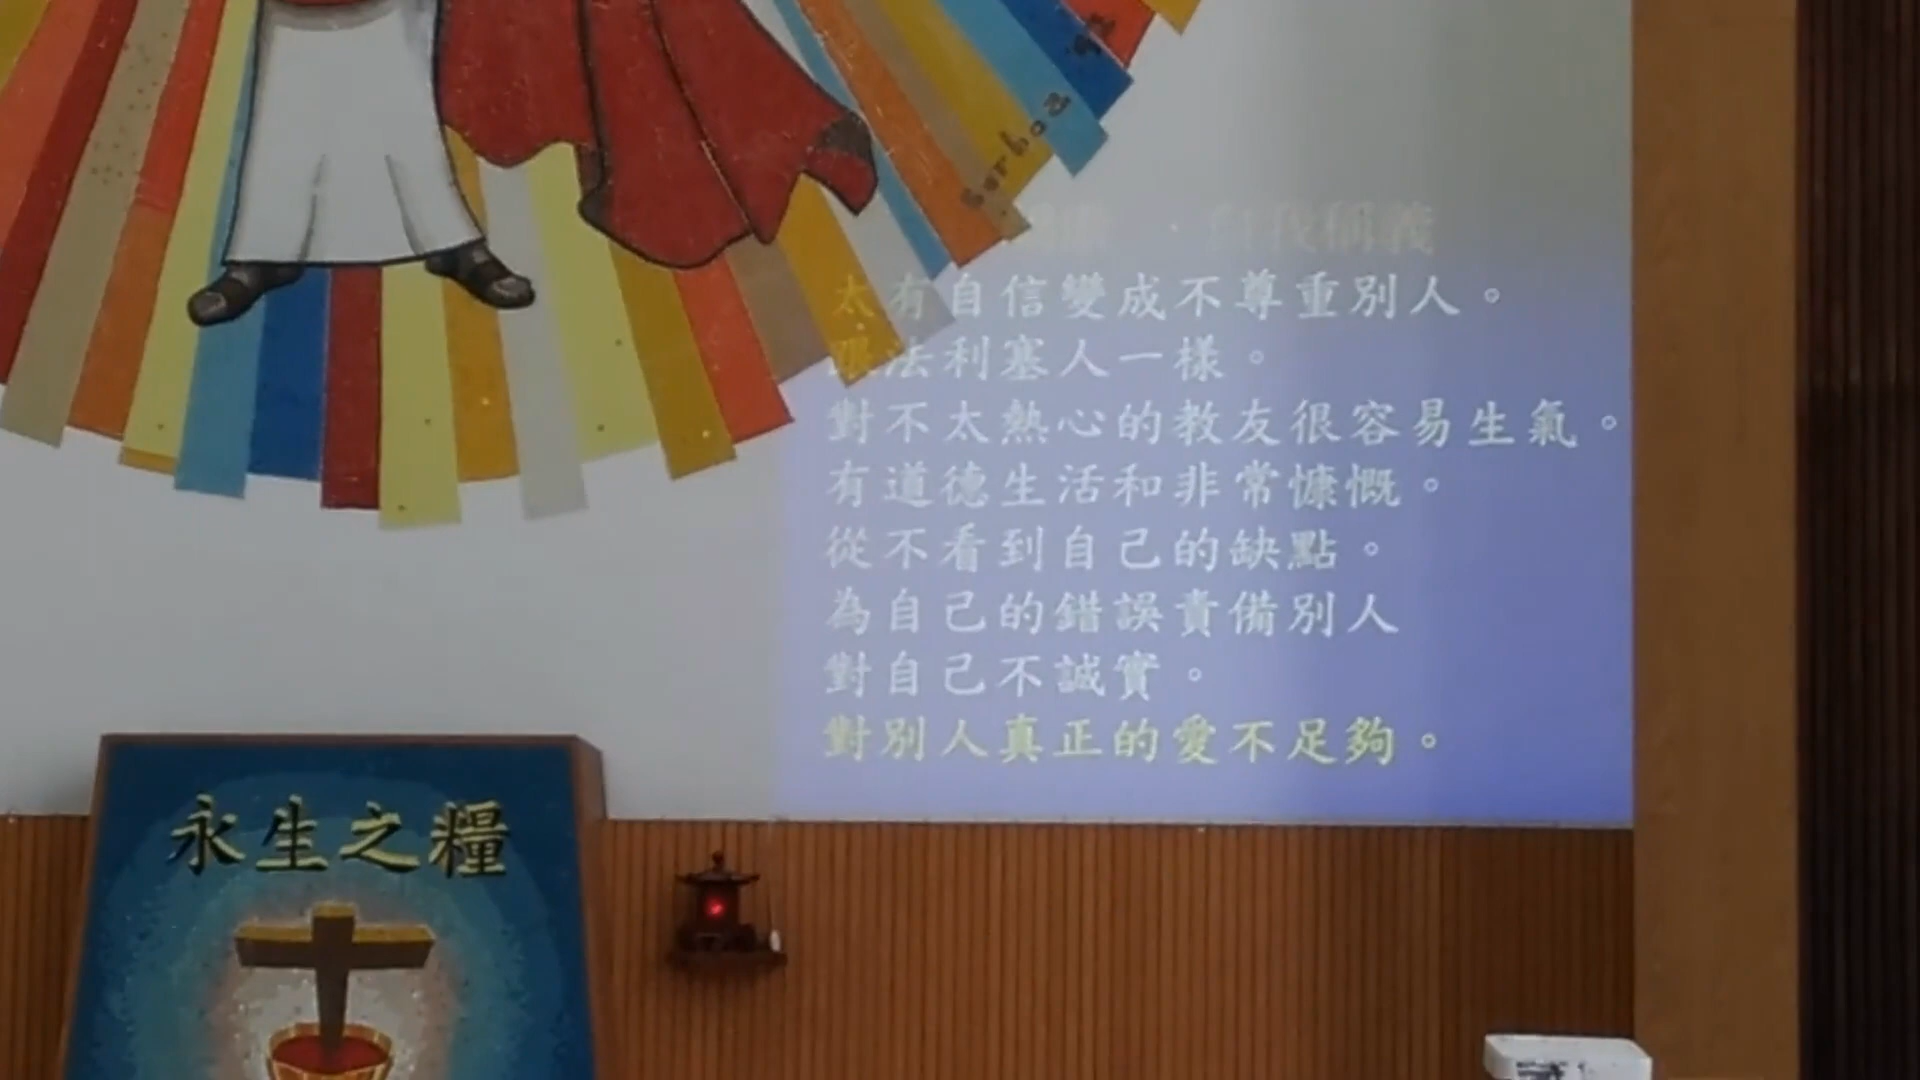 自我稱義
太有自信變成不尊重別人。
跟法利塞人一樣。
對不太熱心的教友很容易生氣。
有道德生活和非常慷慨。
從不看到自己的缺點。
為自己的錯誤責備別人
對自己不誠實。
對別人真正的愛不足夠。
永生之糧